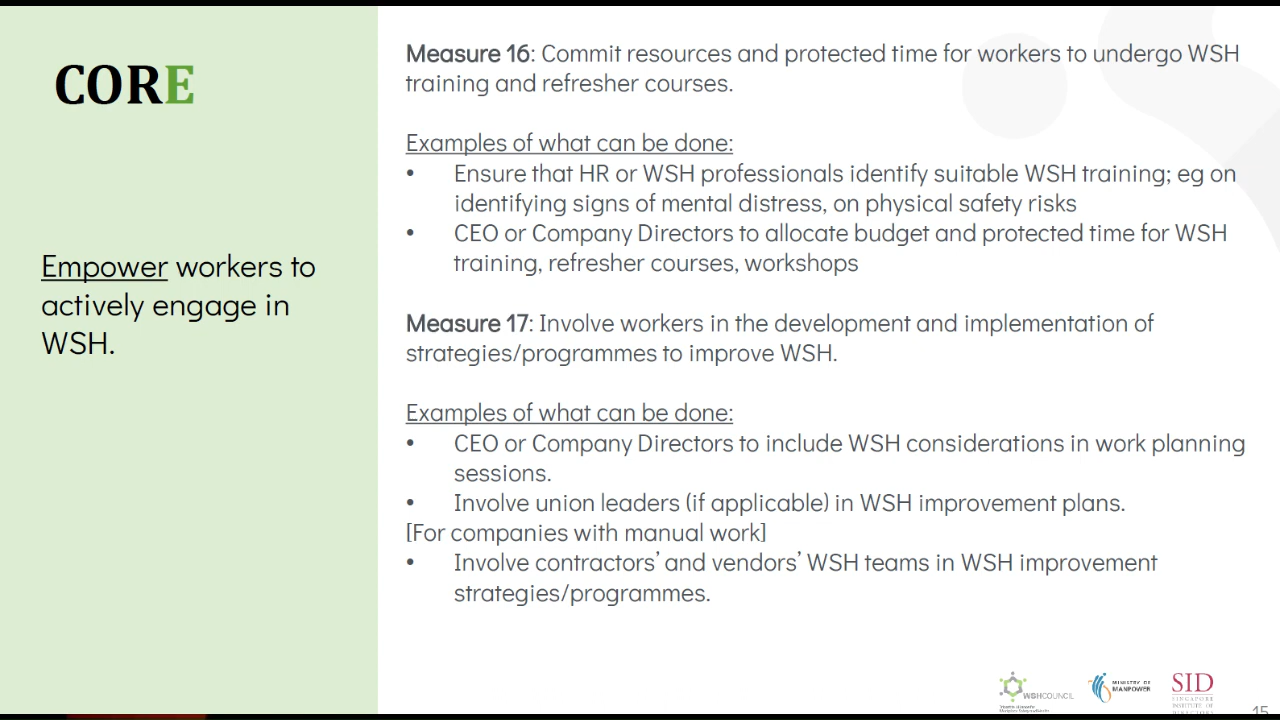 CORE
Empower workers to
actively engage in
WSH.
Measure 16: Commit resources and protected time for workers to undergo WSH
training and refresher courses.
Examples of what can be done:
• Ensure that HR or WSH professionals identify suitable WSH training; eg on
identifying signs of mental distress, on physical safety risks
• CEO or Company Directors to allocate budget and protected time for WSH
training, refresher courses, workshops
Measure 17: Involve workers in the development and implementation of
strategies/programmes to improve WSH.
Examples of what can be done:
• CEO or Company Directors to include WSH considerations in work planning
sessions.
• Involve union leaders (if applicable) in WSH improvement plans.
[For companies with manual work]
• Involve contractors’ and vendors’ WSH teams in WSH improvement
strategies/programmes.
WSHCOUNCIL
MINISTRY OF
MANPOWER
SID
SINGAPORE
INSTITUTE OF
DIRECTORS
15